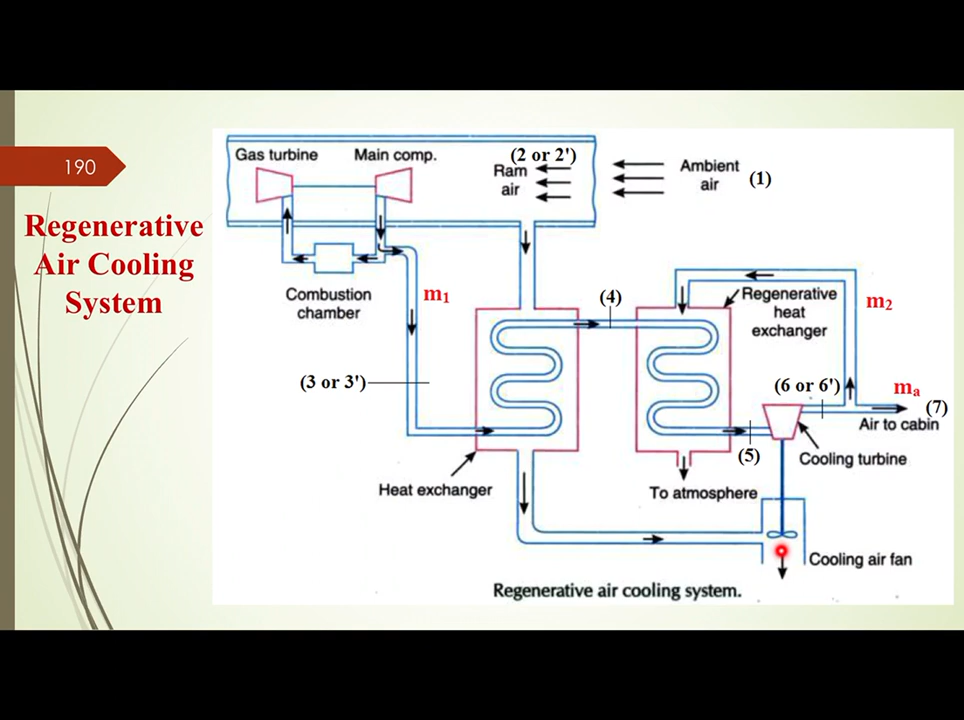 190
Regenerative
Air Cooling
System
Gas turbine
Main comp.
(2 or 2')
Ram
air
Ambient
air
(1)
Combustion
chamber
m₁
(4)
Regenerative
heat
exchanger
m₂
(3 or 3')
(6 or 6')
mₐ
(7)
Air to cabin
(5)
Cooling turbine
Heat exchanger
To atmosphere
Cooling air fan
Regenerative air cooling system.